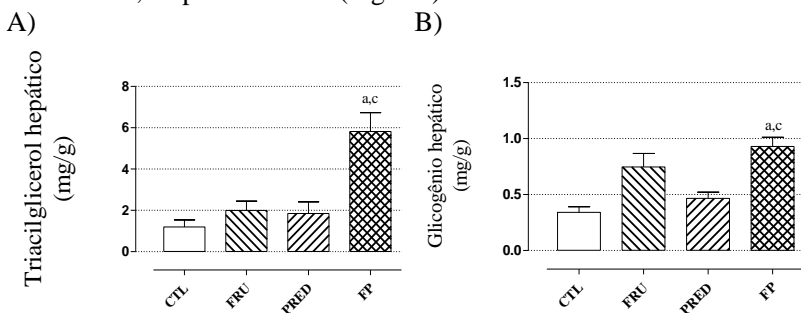 A)
B)
Triacilglicerol hepático
(mg/g)
8
6
4
2
0
a,c
CTL
FRU
PRED
FP
Glicogênio hepático
(mg/g)
1.5
1.0
0.5
0.0
a,c
CTL
FRU
PRED
FP